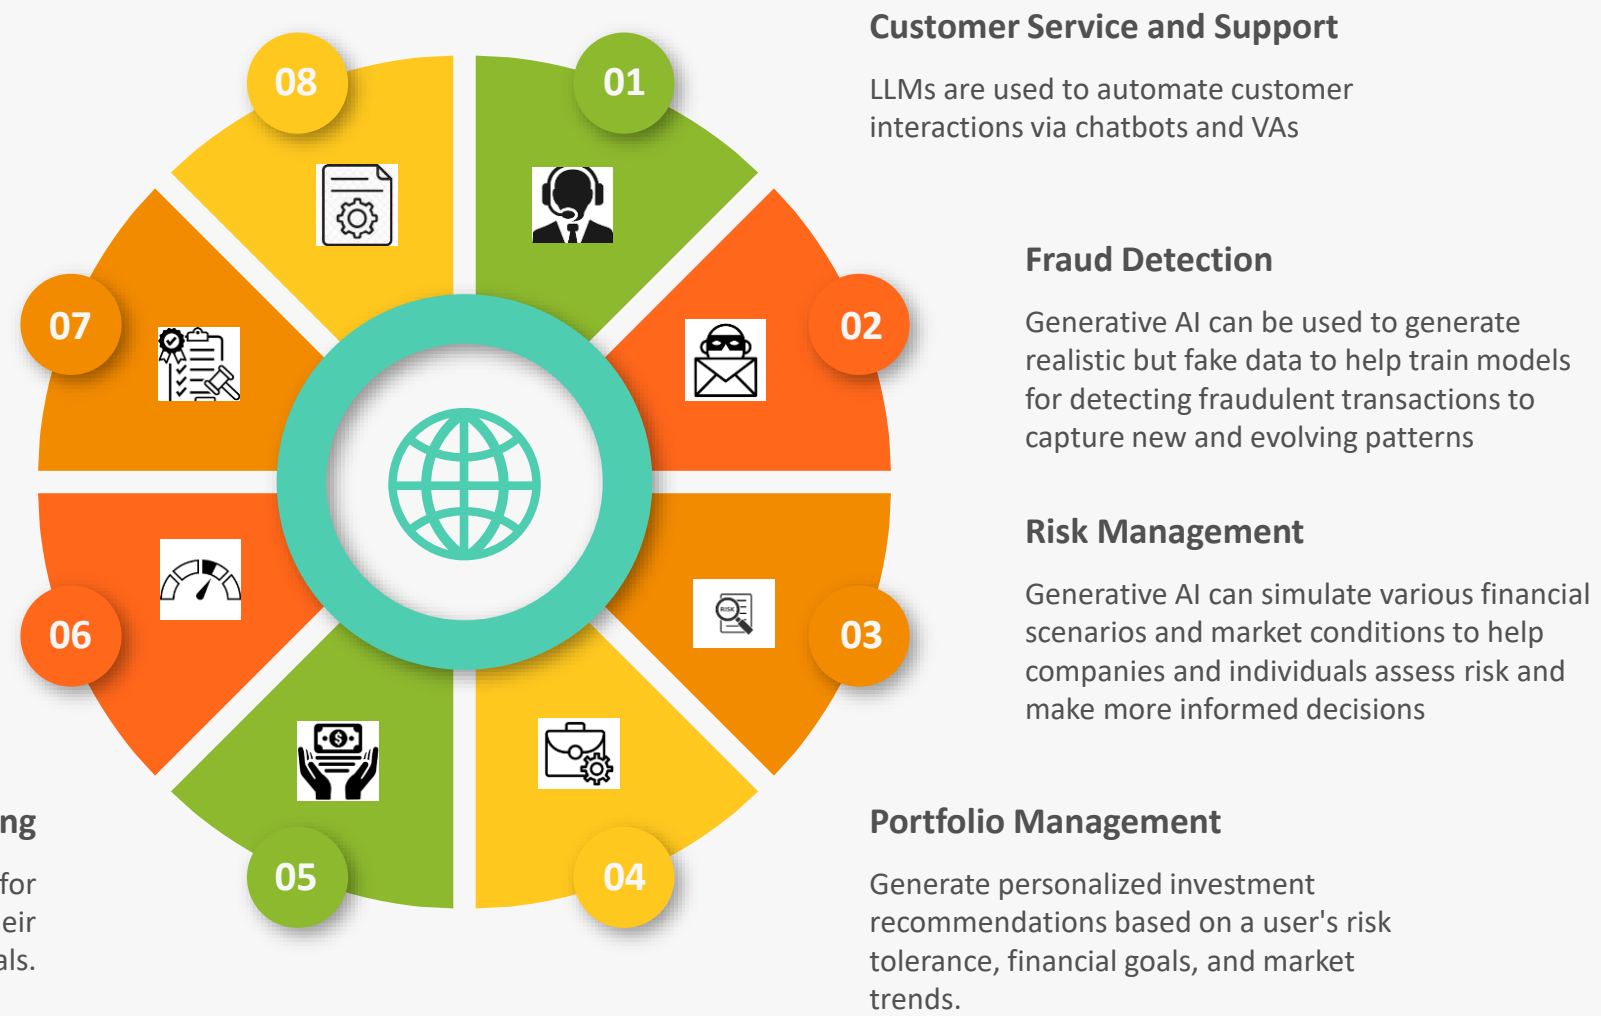 Customer Service and Support
LLMs are used to automate customer
interactions via chatbots and VAs
Fraud Detection
Generative AI can be used to generate
realistic but fake data to help train models
for detecting fraudulent transactions to
capture new and evolving patterns
Risk Management
Generative AI can simulate various financial
scenarios and market conditions to help
companies and individuals assess risk and
make more informed decisions
Portfolio Management
Generate personalized investment
recommendations based on a user's risk
tolerance, financial goals, and market
trends.
08
01
07
02
06
03
05
04
RISK
ng
for
eir
als.